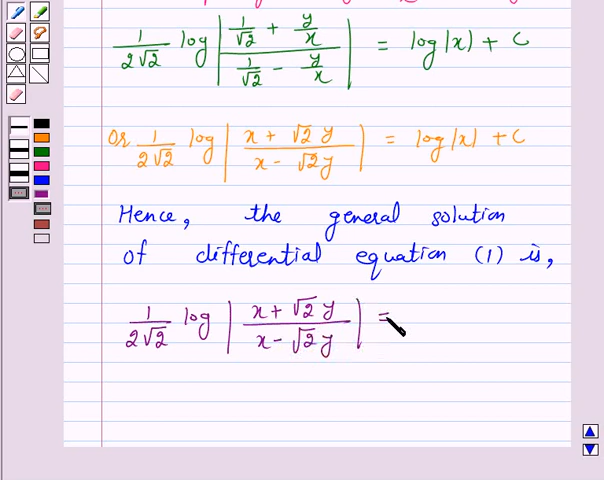 1/2√2 log |(1/√2 + y/x)/(1/√2 - y/x)| = log|x| + C
Or 1/2√2 log |(x + √2 y)/(x - √2 y)| = log|x| + C
Hence, the general solution
of differential equation (1) is,
1/2√2 log |(x + √2 y)/(x - √2 y)| =